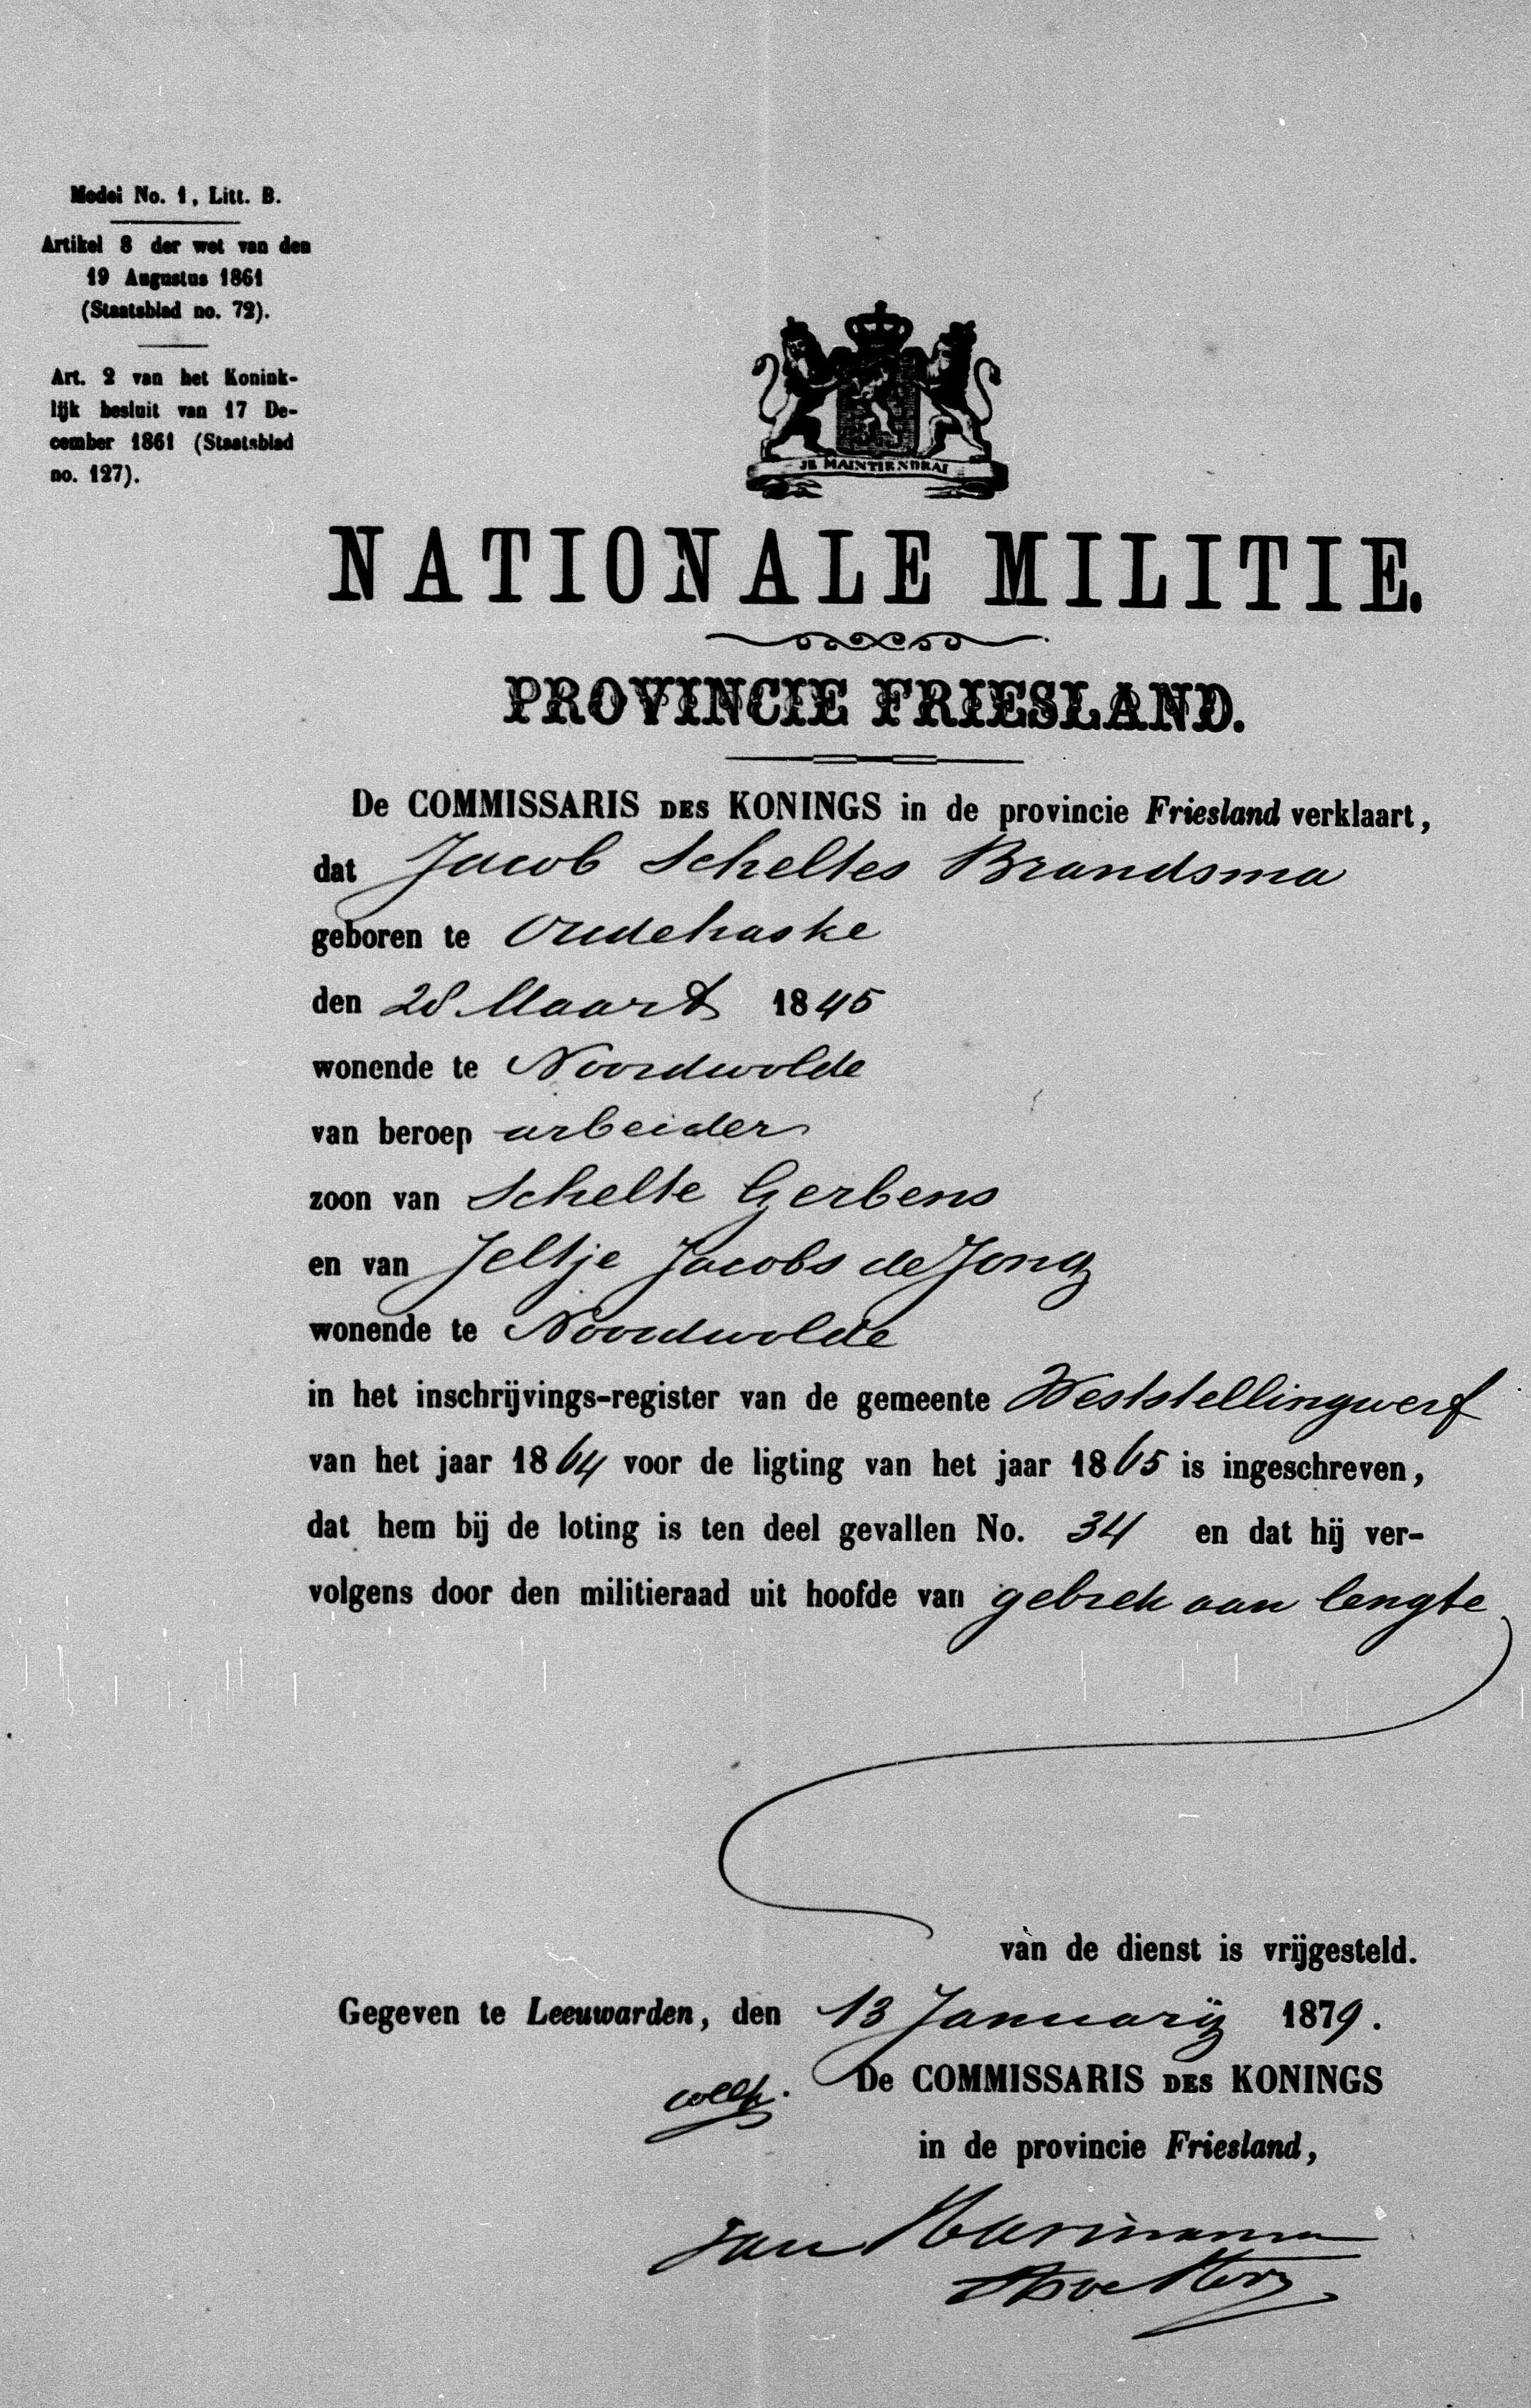 Model No. 1, Litt. B.
Artikel 8 der wet van den
19 Augustus 1861
(Staatsblad no. 72).
Art. 2 van het Konink-
lijk besluit van 17 De-
cember 1861 (Staatsblad
no. 127).
JE MAINTIENDRAI
NATIONALE MILITIE.
PROVINCIE FRIESLAND.
De COMMISSARIS DES KONINGS in de provincie Friesland verklaart,
dat Jacob Scheltes Brandsma
geboren te Oudehaske
den 28 Maart 1845
wonende te Noordwolde
van beroep arbeider
zoon van Schelte Gerbens
en van Jeltje Jacobs de Jong
wonende te Noordwolde
in het inschrijvings-register van de gemeente Weststellingwerf
van het jaar 1864 voor de ligting van het jaar 1865 is ingeschreven,
dat hem bij de loting is ten deel gevallen No. 34 en dat hij ver-
volgens door den militieraad uit hoofde van gebrek aan lengte
van de dienst is vrijgesteld.
Gegeven te Leeuwarden, den 13 Januarij 1879.
De COMMISSARIS DES KONINGS
in de provincie Friesland,